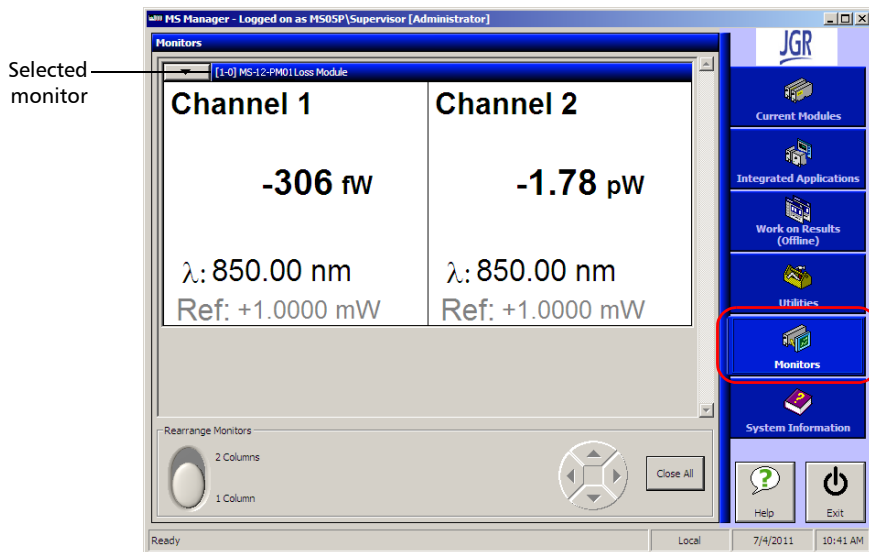 MS Manager - Logged on as MS05P\Supervisor [Administrator]
Monitors
Selected
monitor
[1-0] MS-12-PM01 Loss Module
Channel 1
-306 fW
λ: 850.00 nm
Ref: +1.0000 mW
Channel 2
-1.78 pW
λ: 850.00 nm
Ref: +1.0000 mW
Rearrange Monitors
2 Columns
1 Column
Close All
JGR
Current Modules
Integrated Applications
Work on Results
(Offline)
Utilities
Monitors
System Information
Help
Exit
Ready
Local
7/4/2011
10:41 AM